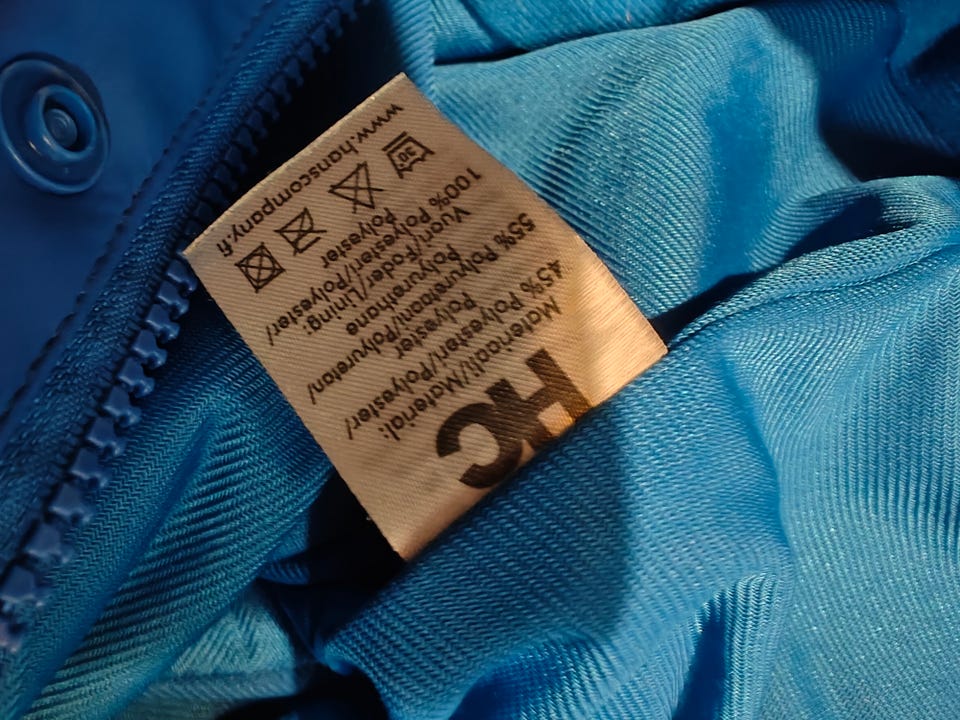 HC
Materiaali/Material:
45% Polyesteri/Polyester/
Polyester
55% Polyuretaani/Polyuretan/
Polyurethane
Vuori/Foder/Lining:
100% Polyesteri/Polyester/
Polyester
30°
www.hanscompany.fi